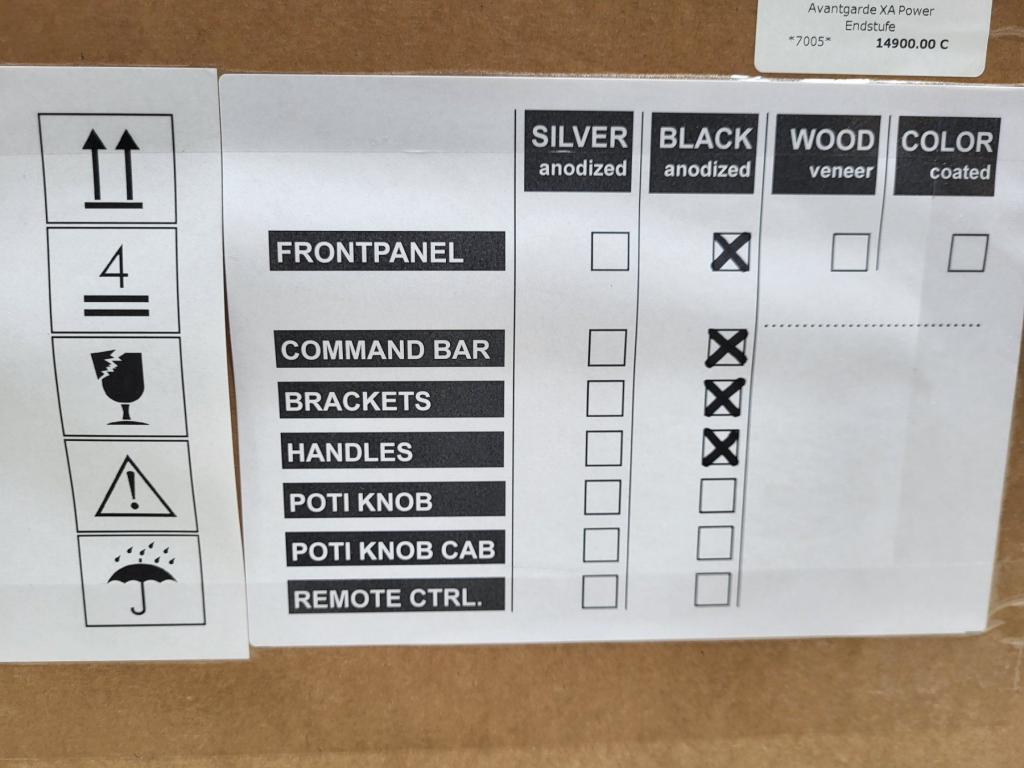 Avantgarde XA Power
Endstufe
*7005* 14900.00 C
SILVER BLACK WOOD COLOR
anodized anodized veneer coated
4
FRONTPANEL
COMMAND BAR
BRACKETS
HANDLES
POTI KNOB
POTI KNOB CAB
REMOTE CTRL.